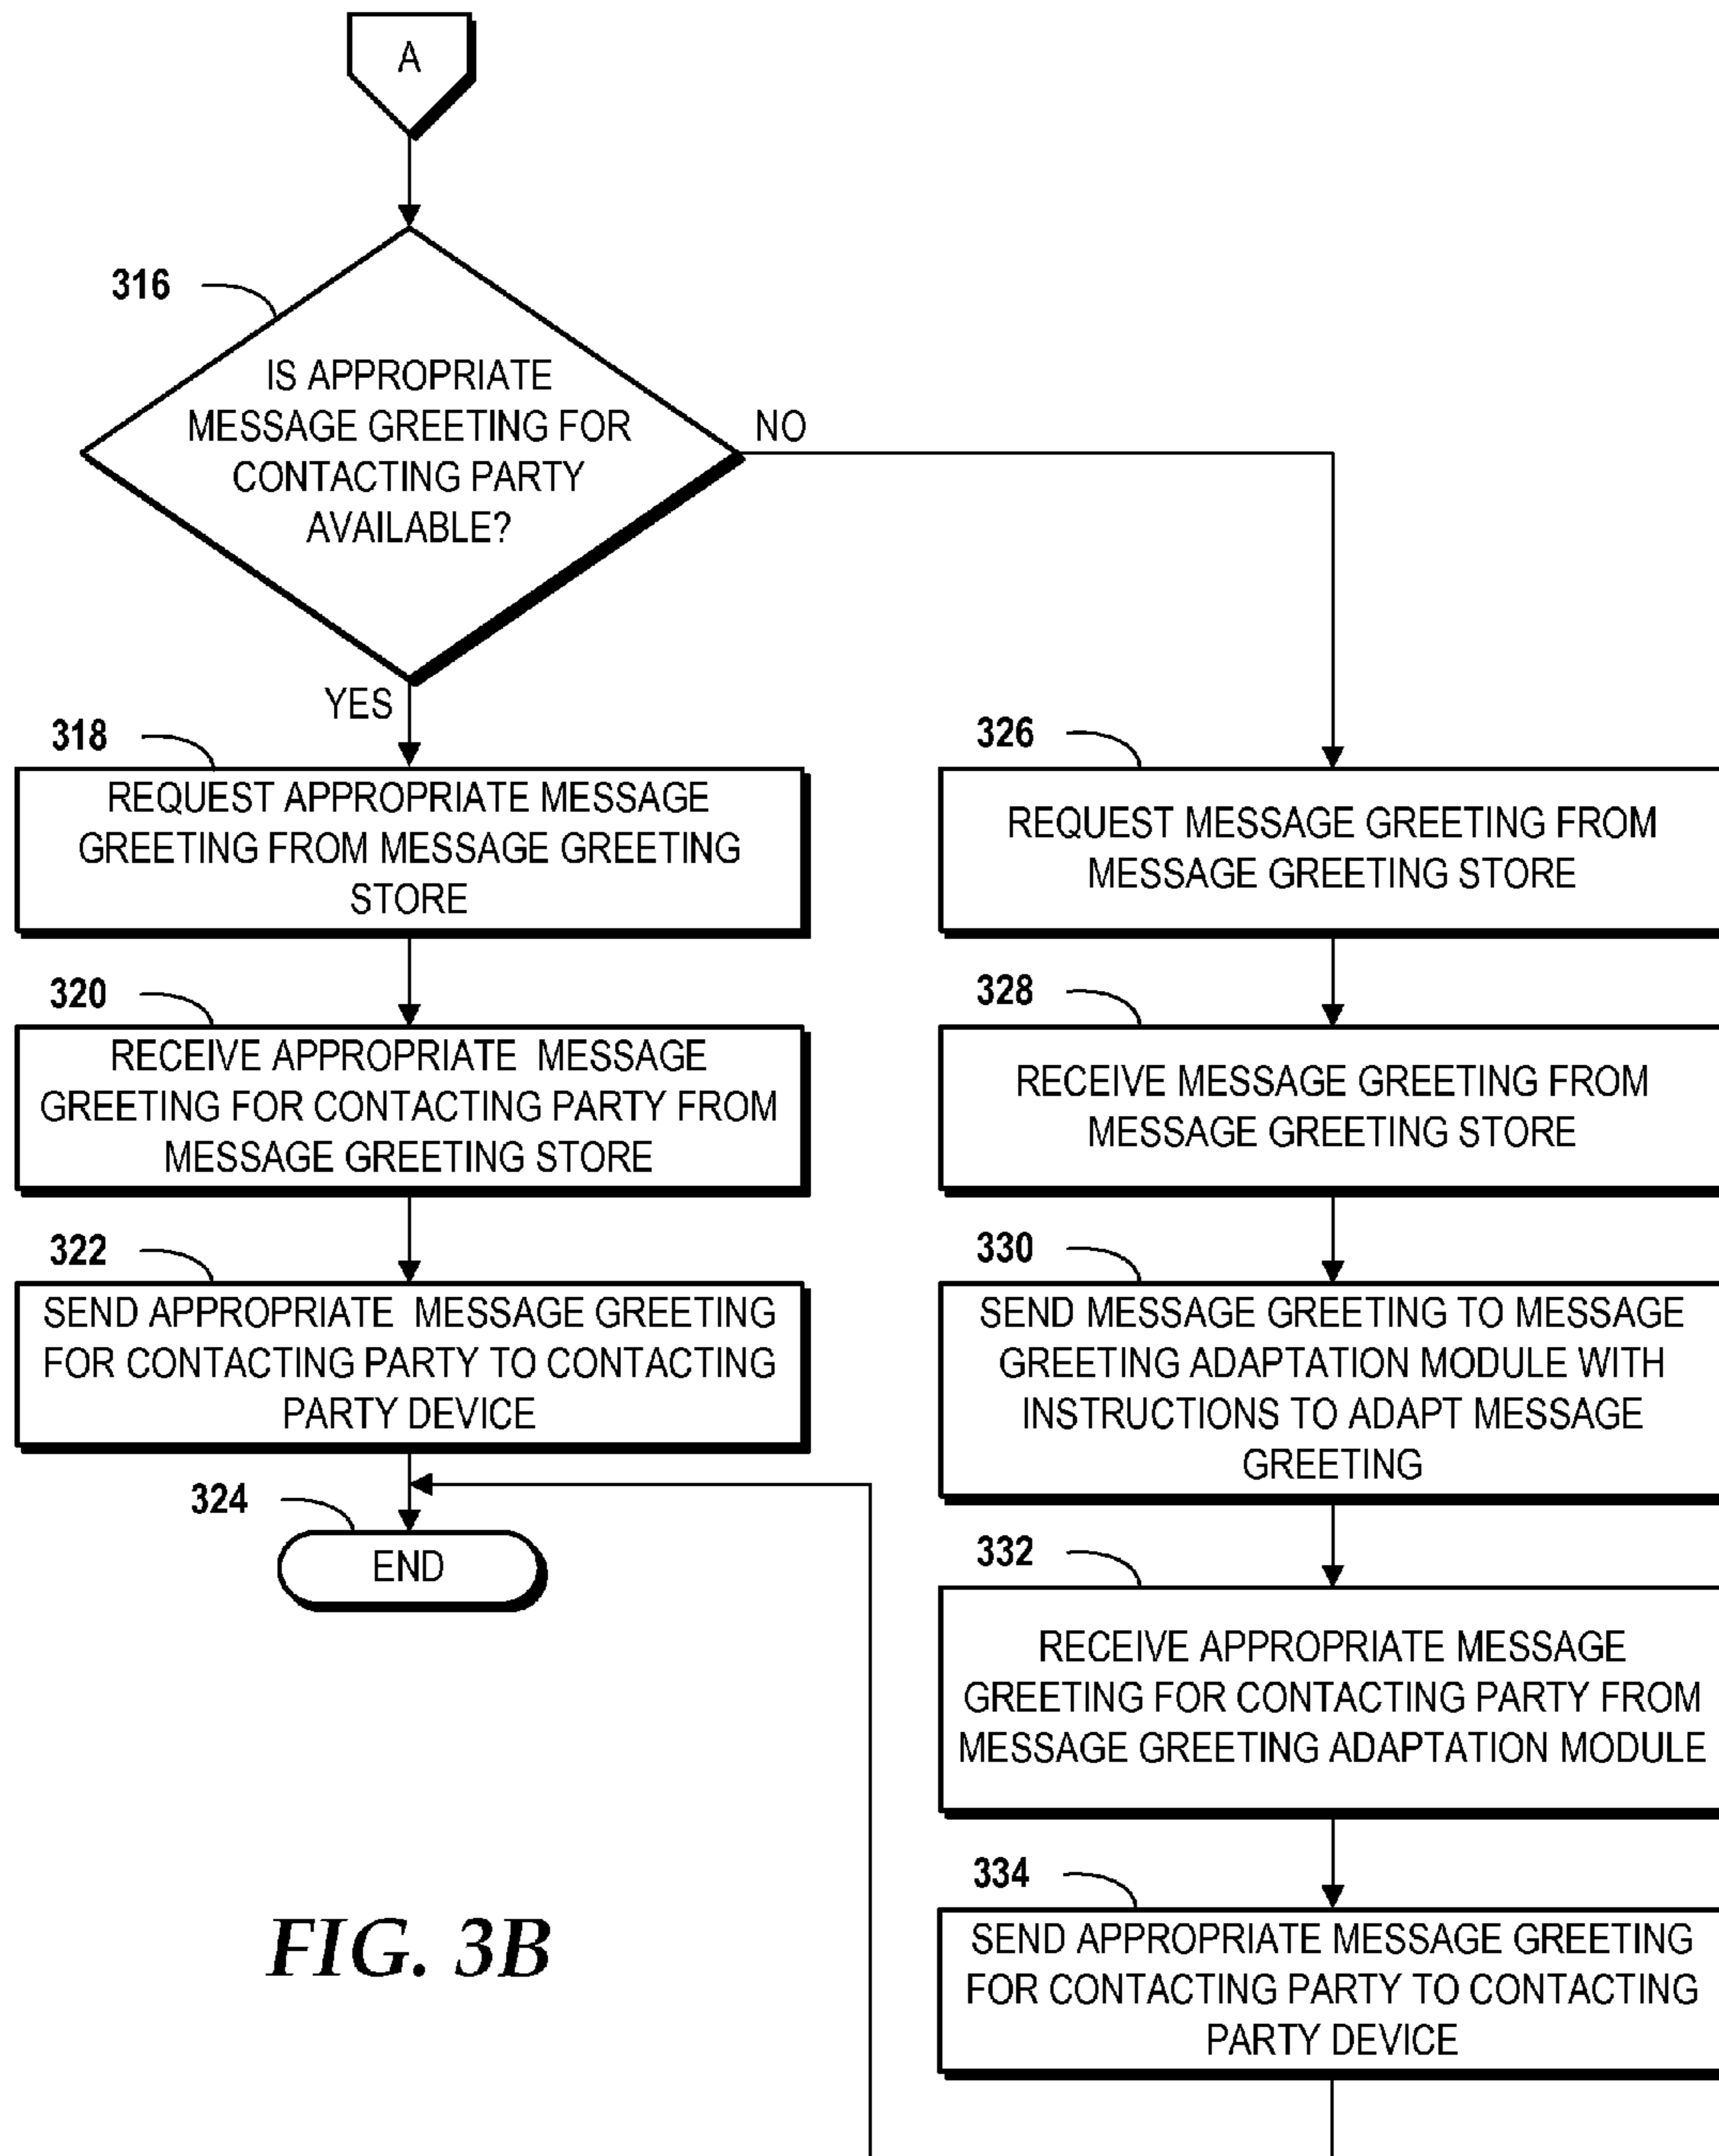 A
316
IS APPROPRIATE
MESSAGE GREETING FOR
CONTACTING PARTY
AVAILABLE?
NO
YES
318
REQUEST APPROPRIATE MESSAGE
GREETING FROM MESSAGE GREETING
STORE
320
RECEIVE APPROPRIATE MESSAGE
GREETING FOR CONTACTING PARTY FROM
MESSAGE GREETING STORE
322
SEND APPROPRIATE MESSAGE GREETING
FOR CONTACTING PARTY TO CONTACTING
PARTY DEVICE
324
END
326
REQUEST MESSAGE GREETING FROM
MESSAGE GREETING STORE
328
RECEIVE MESSAGE GREETING FROM
MESSAGE GREETING STORE
330
SEND MESSAGE GREETING TO MESSAGE
GREETING ADAPTATION MODULE WITH
INSTRUCTIONS TO ADAPT MESSAGE
GREETING
332
RECEIVE APPROPRIATE MESSAGE
GREETING FOR CONTACTING PARTY FROM
MESSAGE GREETING ADAPTATION MODULE
334
SEND APPROPRIATE MESSAGE GREETING
FOR CONTACTING PARTY TO CONTACTING
PARTY DEVICE
FIG. 3B